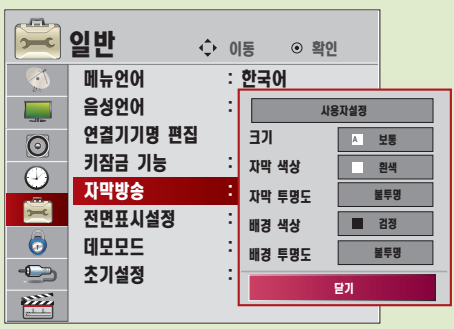 일반 이동 확인
메뉴언어 : 한국어
음성언어 :
연결기기명 편집
키잠금 기능 :
자막방송 :
전면표시설정 :
데모모드 :
초기설정 :
사용자설정
크기 A 보통
자막 색상 흰색
자막 투명도 불투명
배경 색상 검정
배경 투명도 불투명
닫기